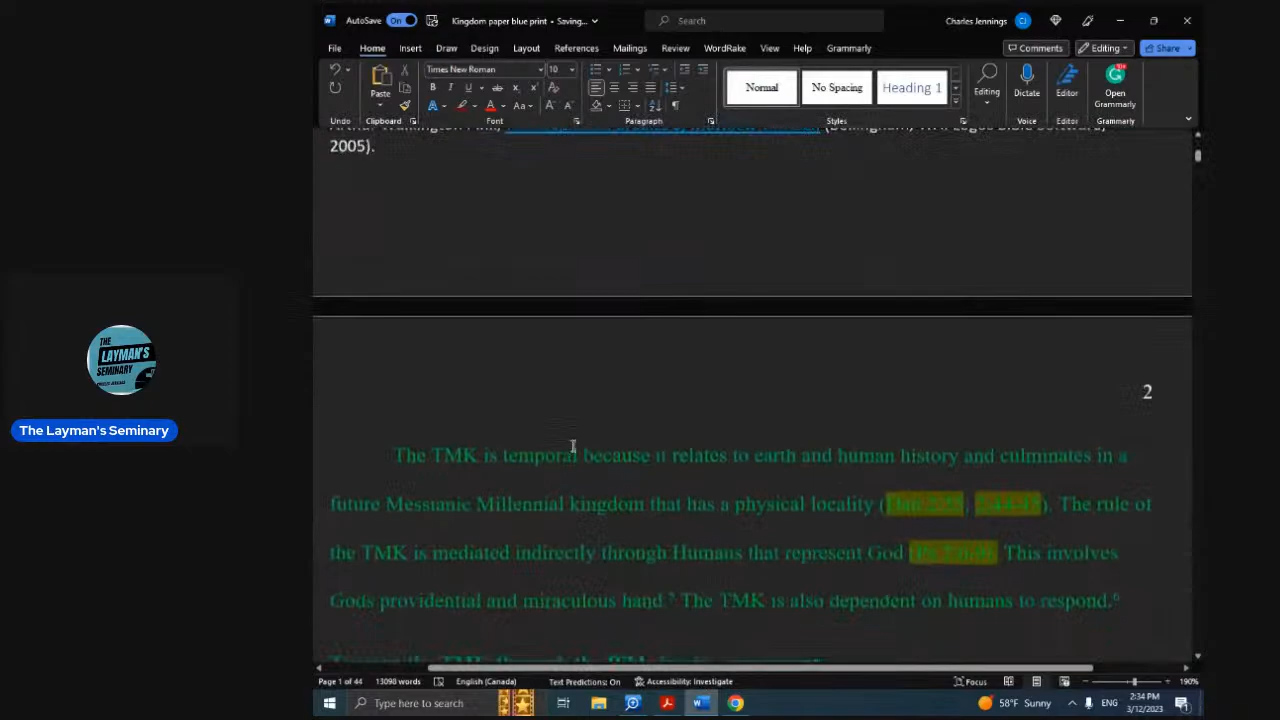 AutoSave On Kingdom paper blue print - Saving... Search Charles Jennings CJ
File Home Insert Draw Design Layout References Mailings Review WordRake View Help Grammarly Comments Editing Share
Times New Roman 10
Paste Normal No Spacing Heading 1 Editing Dictate Editor Open Grammarly
Undo Clipboard Font Paragraph Styles Voice Editor Grammarly
2005).
2
The TMK is temporal because it relates to earth and human history and culminates in a
future Messianic Millennial kingdom that has a physical locality ( ). The rule of
the TMK is mediated indirectly through Humans that represent God This involves
Gods providential and miraculous hand The TMK is also dependent on humans to respond.⁶
THE LAYMAN'S SEMINARY
The Layman's Seminary
Page 1 of 44 13098 words English (Canada) Text Predictions: On Accessibility: Investigate Focus 190%
Type here to search 58°F Sunny ENG 2:34 PM
3/12/2023